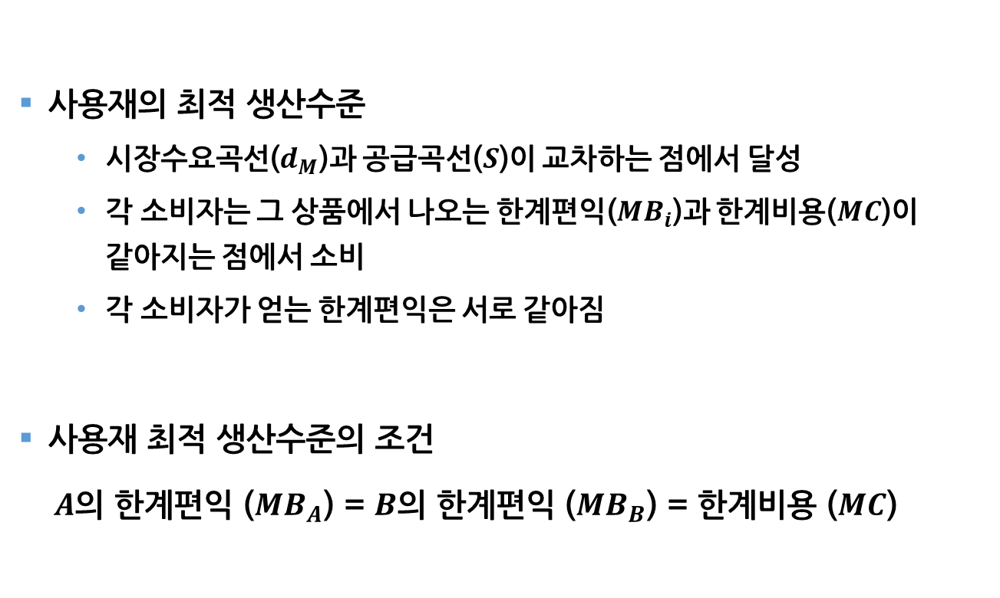 ▪ 사용재의 최적 생산수준
• 시장수요곡선(d_M)과 공급곡선(S)이 교차하는 점에서 달성
• 각 소비자는 그 상품에서 나오는 한계편익(MB_i)과 한계비용(MC)이
같아지는 점에서 소비
• 각 소비자가 얻는 한계편익은 서로 같아짐
▪ 사용재 최적 생산수준의 조건
A의 한계편익 (MB_A) = B의 한계편익 (MB_B) = 한계비용 (MC)